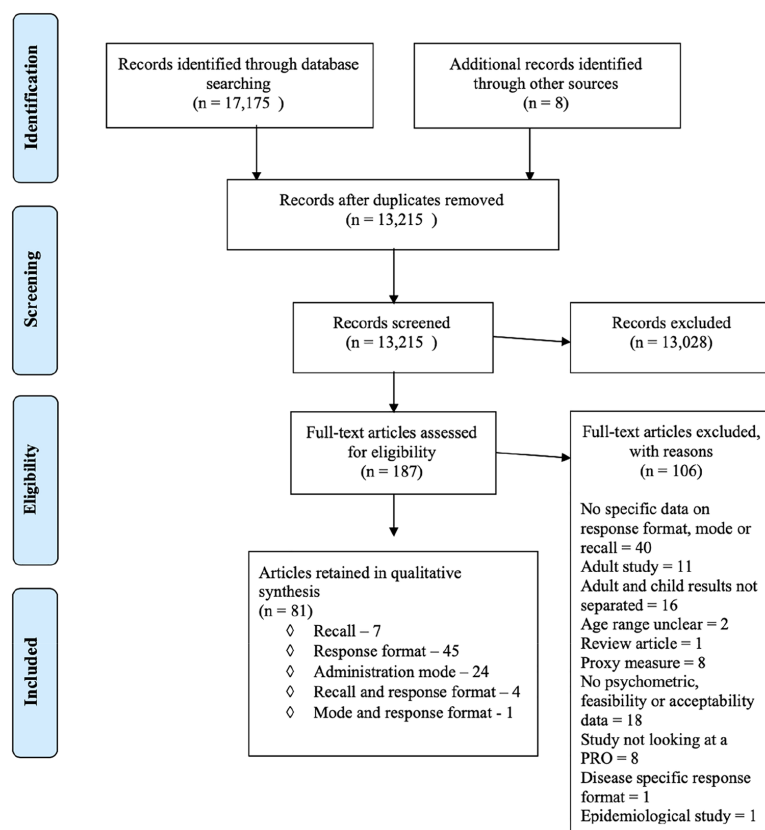 Identification
Records identified through database
searching
(n = 17,175  )
Additional records identified
through other sources
(n = 8)
Records after duplicates removed
(n = 13,215  )
Screening
Records screened
(n = 13,215  )
Records excluded
(n = 13,028)
Eligibility
Full-text articles assessed
for eligibility
(n = 187)
Full-text articles excluded,
with reasons
(n = 106)
No specific data on
response format, mode or
recall = 40
Adult study = 11
Adult and child results not
separated = 16
Age range unclear = 2
Review article = 1
Proxy measure = 8
No psychometric,
feasibility or acceptability
data = 18
Study not looking at a
PRO = 8
Disease specific response
format = 1
Epidemiological study = 1
Included
Articles retained in qualitative
synthesis
(n = 81)
◊ Recall – 7
◊ Response format – 45
◊ Administration mode – 24
◊ Recall and response format – 4
◊ Mode and response format - 1